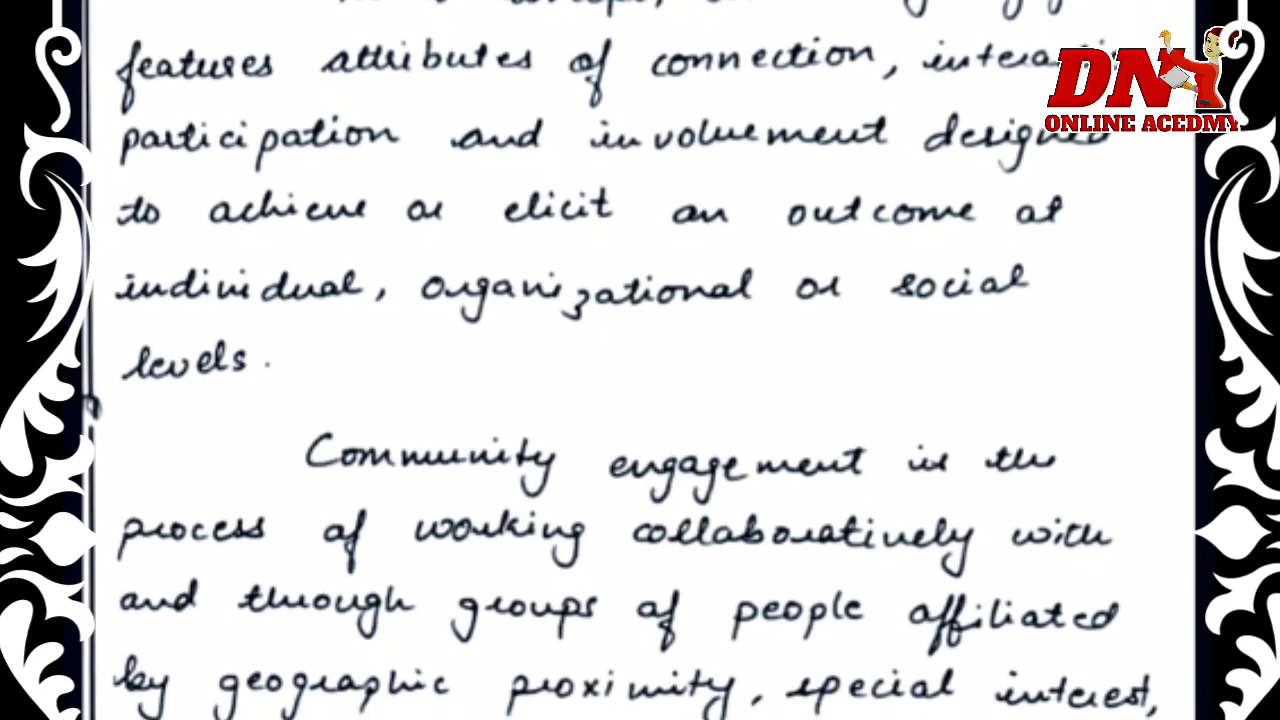 features attributes of connection,
participation and involvement designed
to achieve or elicit an outcome at
individual, organizational or social
levels.
Community engagement is the
process of working collaboratively with
and through groups of people affiliated
by geographic proximity, special interest,
DNY
ONLINE ACEDMY